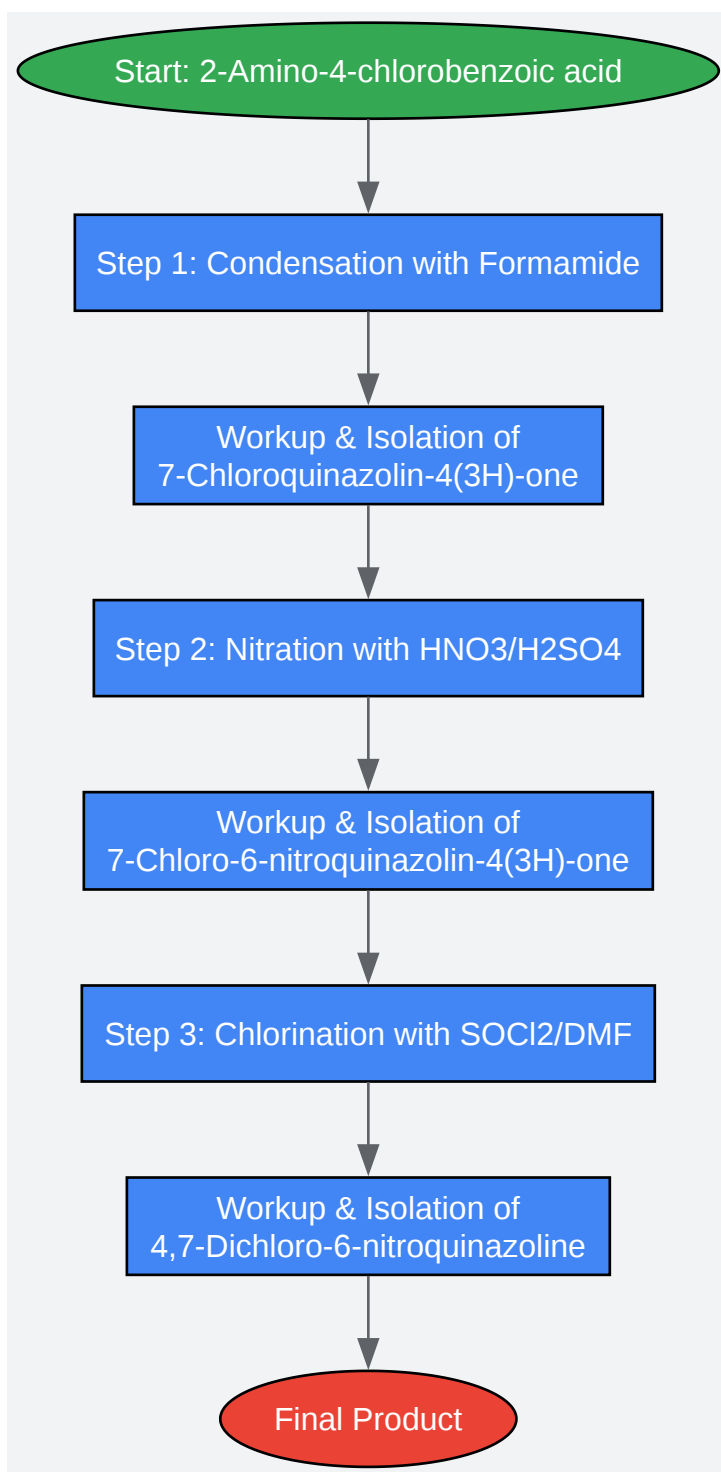 Start: 2-Amino-4-chlorobenzoic acid
Step 1: Condensation with Formamide
Workup & Isolation of
7-Chloroquinazolin-4(3H)-one
Step 2: Nitration with HNO3/H2SO4
Workup & Isolation of
7-Chloro-6-nitroquinazolin-4(3H)-one
Step 3: Chlorination with SOCl2/DMF
Workup & Isolation of
4,7-Dichloro-6-nitroquinazoline
Final Product